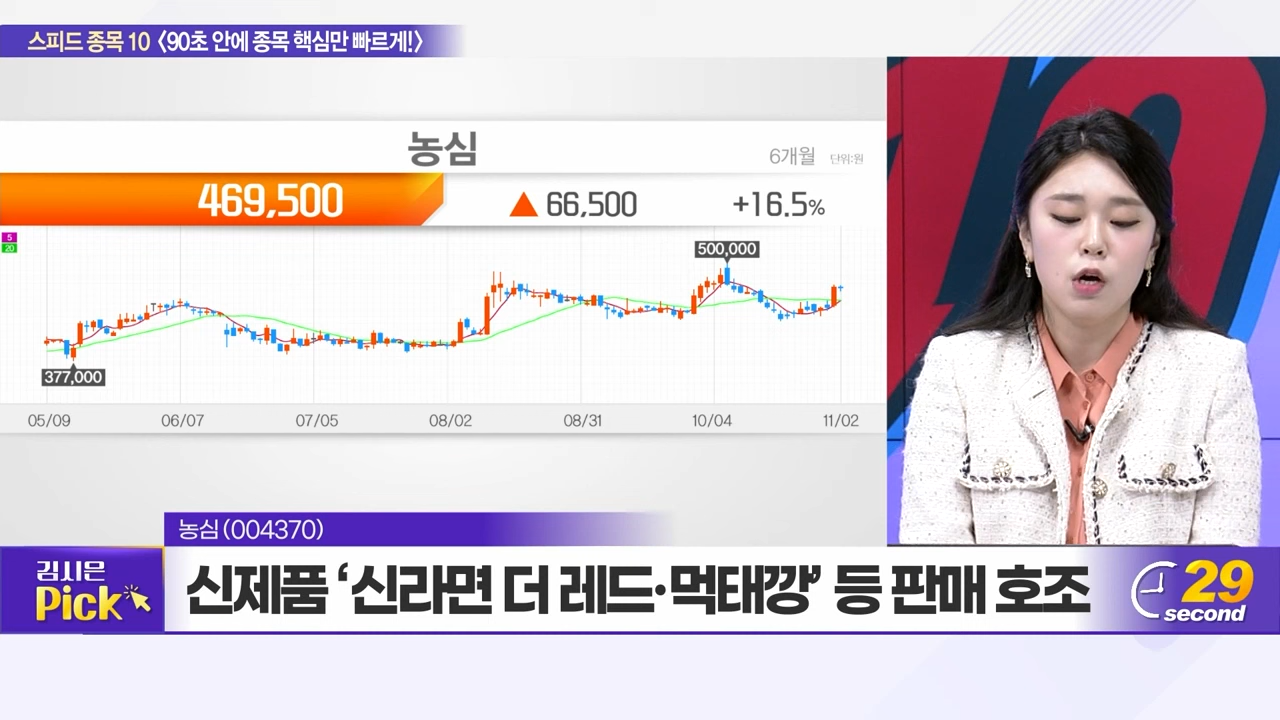 스피드 종목 10 〈90초 안에 종목 핵심만 빠르게!〉
농심
6개월 단위:원
469,500 ▲ 66,500 +16.5%
5
20
500,000
377,000
05/09 06/07 07/05 08/02 08/31 10/04 11/02
농심(004370)
김시은
Pick
신제품 ‘신라면 더 레드·먹태깡’ 등 판매 호조
29
second